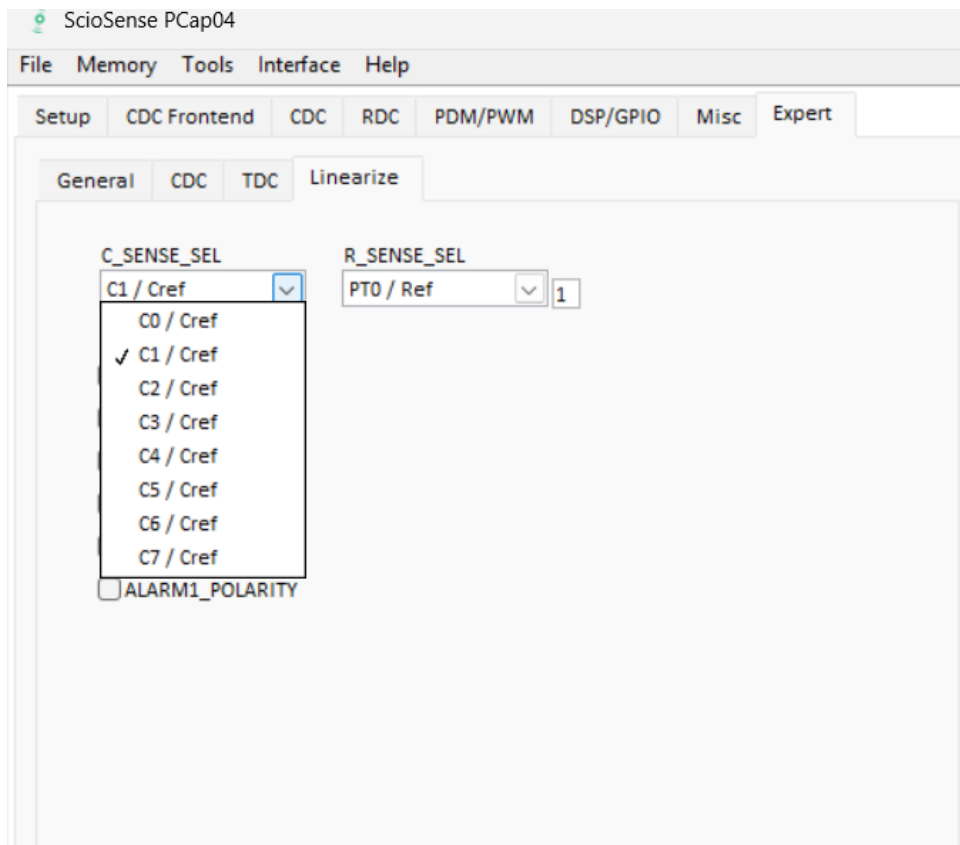 ScioSense PCap04
File Memory Tools Interface Help
Setup CDC Frontend CDC RDC PDM/PWM DSP/GPIO Misc Expert
General CDC TDC Linearize
C_SENSE_SEL R_SENSE_SEL
C1 / Cref PT0 / Ref 1
C0 / Cref
C1 / Cref
C2 / Cref
C3 / Cref
C4 / Cref
C5 / Cref
C6 / Cref
C7 / Cref
ALARM1_POLARITY